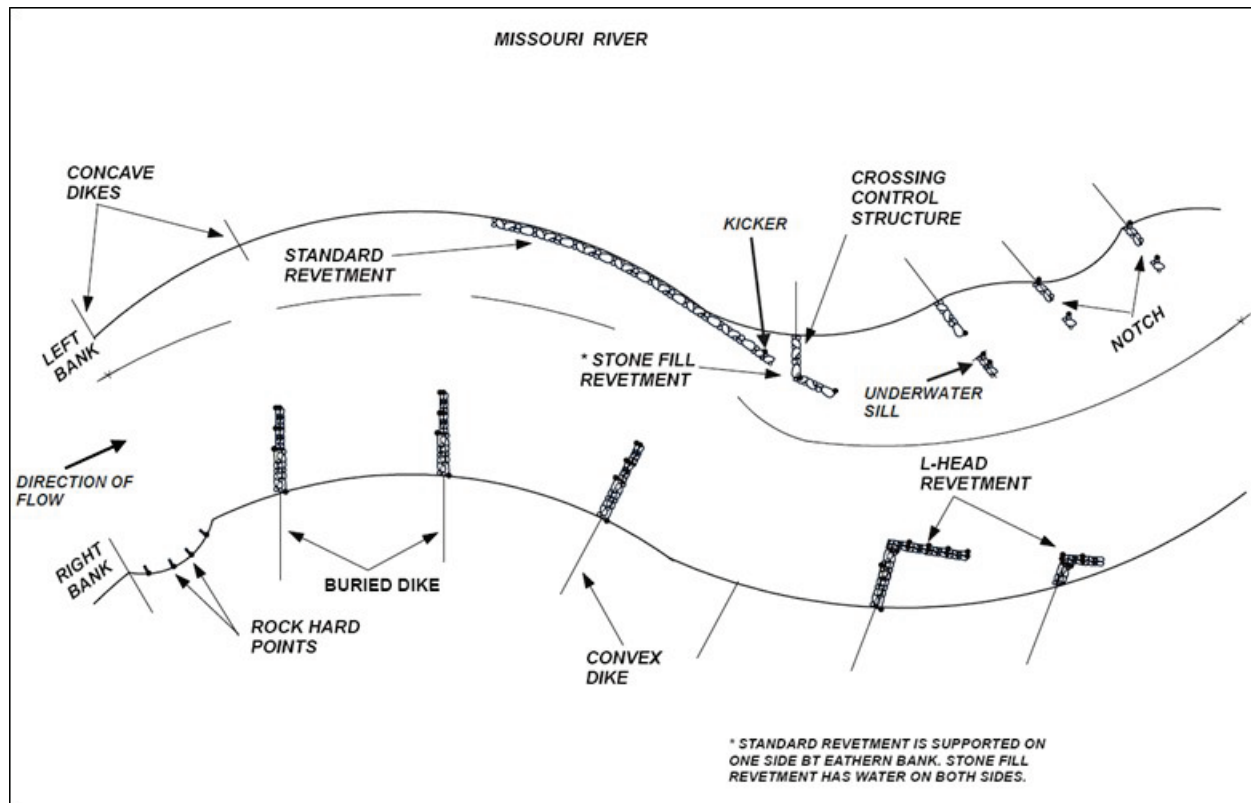 MISSOURI RIVER
CONCAVE
DIKES
STANDARD
REVETMENT
KICKER
CROSSING
CONTROL
STRUCTURE
LEFT
BANK
* STONE FILL
REVETMENT
NOTCH
UNDERWATER
SILL
DIRECTION OF
FLOW
L-HEAD
REVETMENT
RIGHT
BANK
BURIED DIKE
ROCK HARD
POINTS
CONVEX
DIKE
* STANDARD REVETMENT IS SUPPORTED ON
ONE SIDE BT EATHERN BANK. STONE FILL
REVETMENT HAS WATER ON BOTH SIDES.